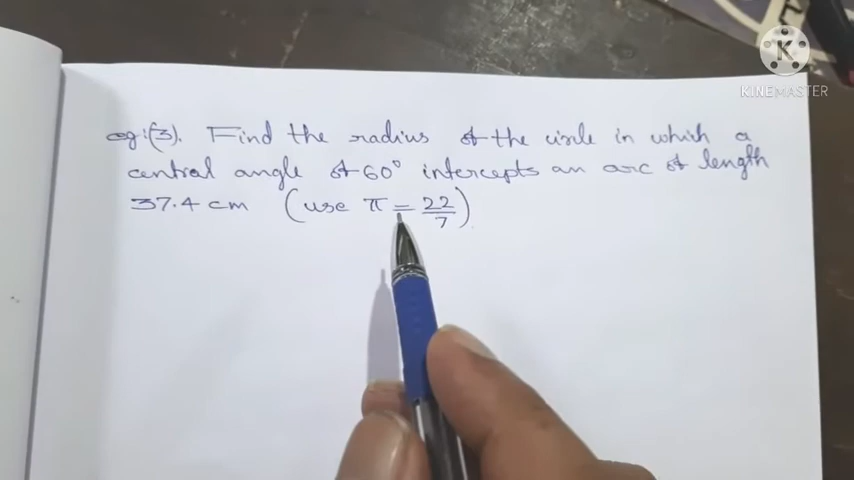 K
KINEMASTER
eg:(3). Find the radius of the circle in which a
central angle of 60° intercepts an arc of length
37.4 cm (use π = 22/7).